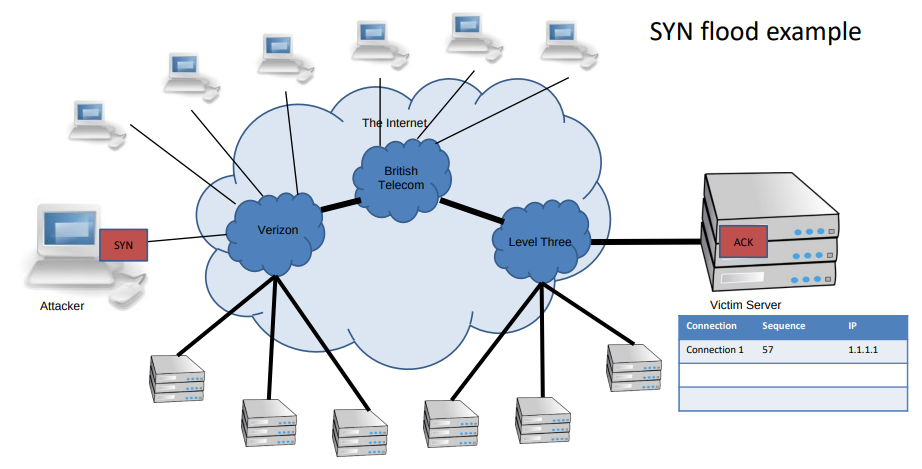 SYN flood example
The Internet
British
Telecom
Verizon
Level Three
SYN
ACK
Attacker
Victim Server
Connection Sequence IP
Connection 1 57 1.1.1.1